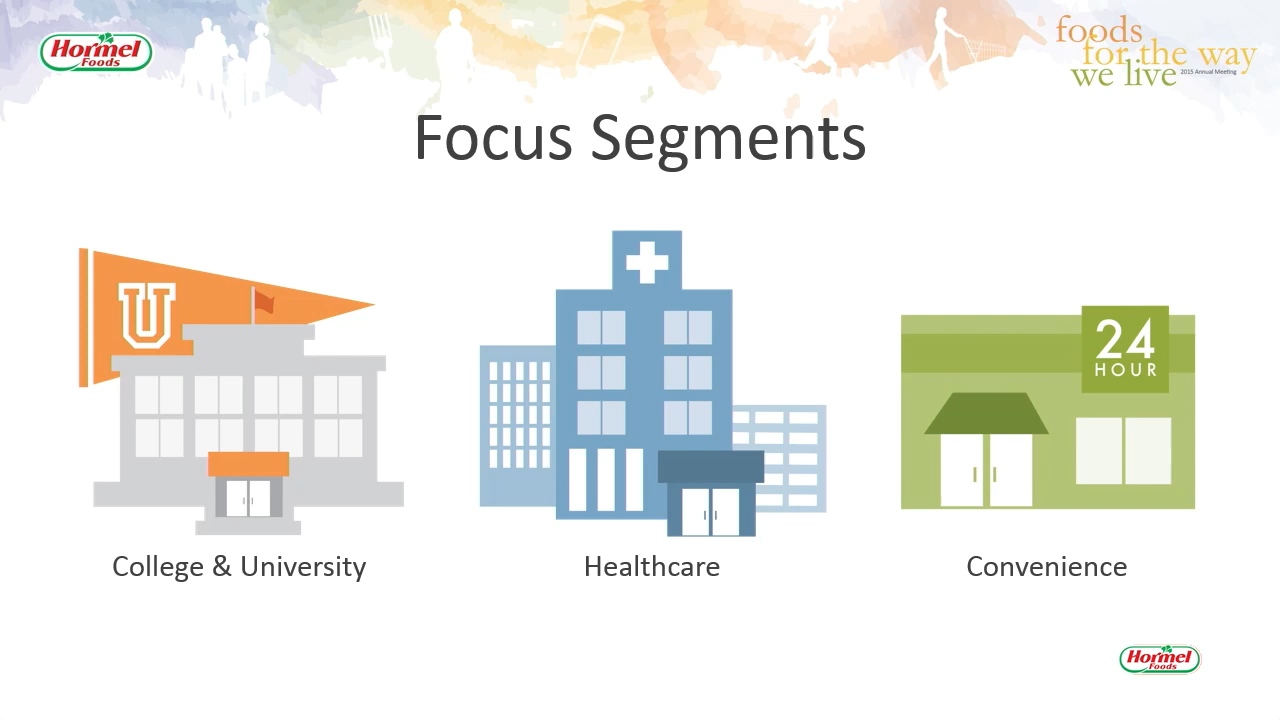 Hormel
Foods
foods
for the way
we live 2015 Annual Meeting
Focus Segments
U
24
HOUR
College & University
Healthcare
Convenience
Hormel
Foods